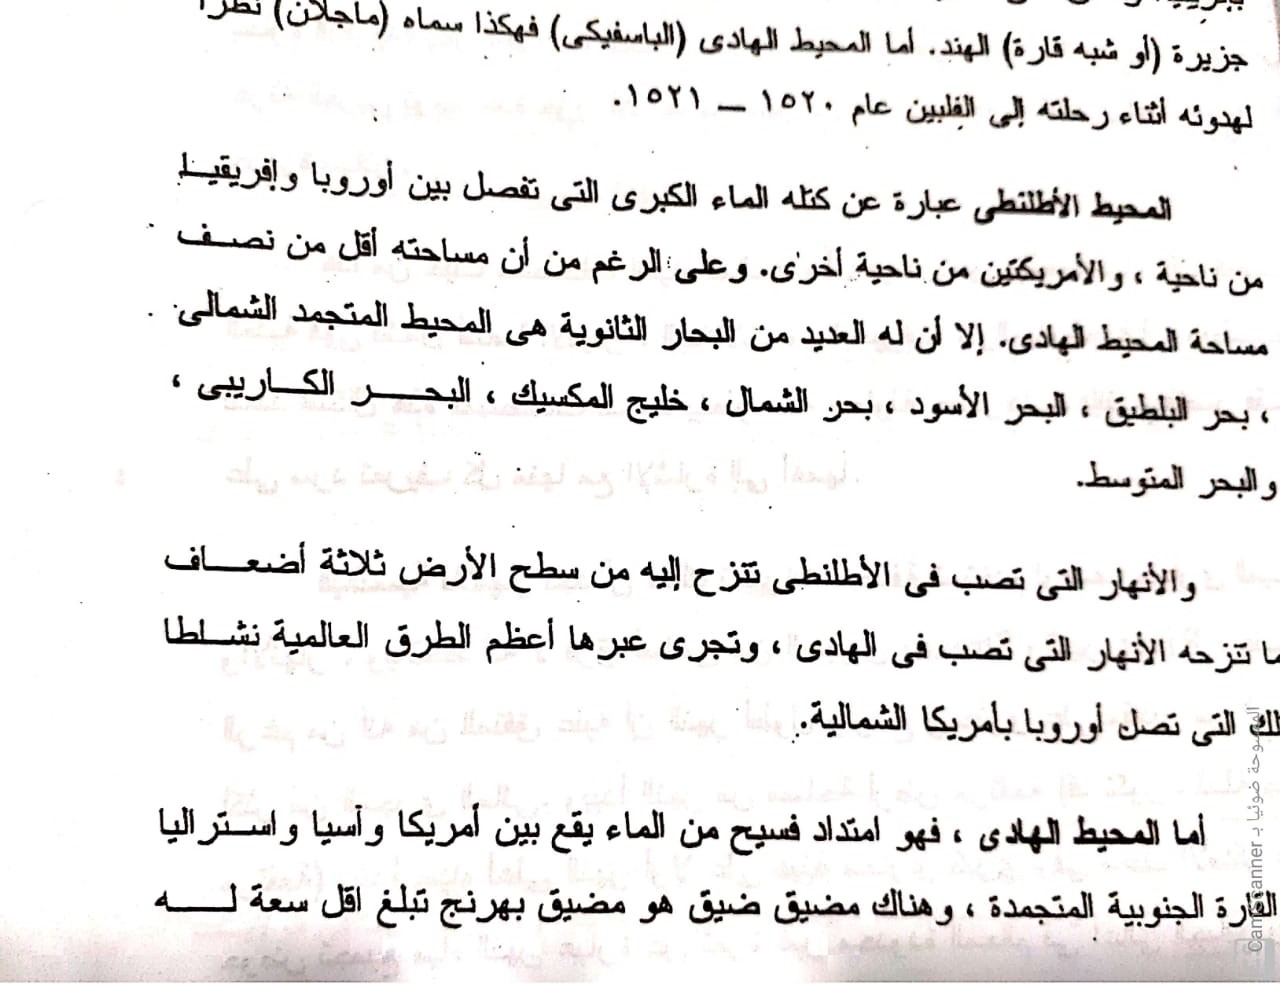 جزيرة (أو شبه قارة) الهند. أما المحيط الهادى (الباسفيكى) فهكذا سماه (ماجلان) نظرا
لهدوئه أثناء رحلته إلى الفلبين عام ١٥٢٠ – ١٥٢١.
المحيط الأطلنطى عبارة عن كتله الماء الكبرى التى تفصل بين أوروبا وإفريقيا
من ناحية ، والأمريكتين من ناحية أخرى. وعلى الرغم من أن مساحته أقل من نصف
مساحة المحيط الهادى. إلا أن له العديد من البحار الثانوية هى المحيط المتجمد الشمالى
، بحر البلطيق ، البحر الأسود ، بحر الشمال ، خليج المكسيك ، البحر الكاريبى ،
والبحر المتوسط.
والأنهار التى تصب فى الأطلنطى تنزح إليه من سطح الأرض ثلاثة أضعاف
ما تنزحه الأنهار التى تصب فى الهادى ، وتجرى عبرها أعظم الطرق العالمية نشاطا
تلك التى تصل أوروبا بأمريكا الشمالية.
أما المحيط الهادى ، فهو امتداد فسيح من الماء يقع بين أمريكا وآسيا واستراليا
القارة الجنوبية المتجمدة ، وهناك مضيق ضيق هو مضيق بهرنج تبلغ اقل سعة له
الممسوحة ضوئيا بـ CamScanner